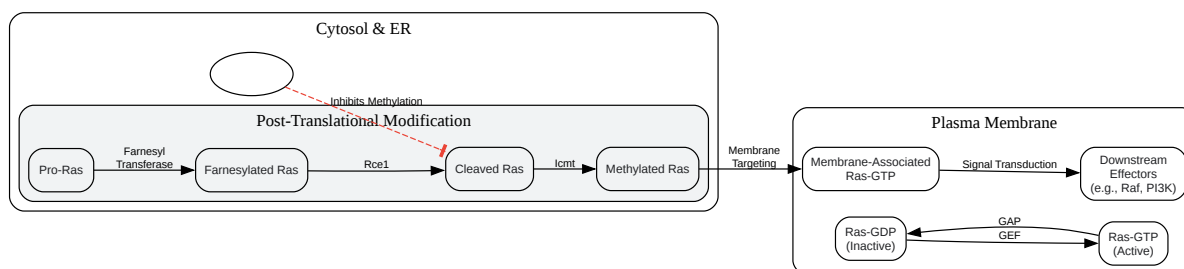 Cytosol & ER
Inhibits Methylation
Post-Translational Modification
Pro-Ras
Farnesyl
Transferase
Farnesylated Ras
Rce1
Cleaved Ras
Icmt
Methylated Ras
Membrane
Targeting
Plasma Membrane
Membrane-Associated
Ras-GTP
Signal Transduction
Downstream
Effectors
(e.g., Raf, PI3K)
Ras-GDP
(Inactive)
GAP
GEF
Ras-GTP
(Active)